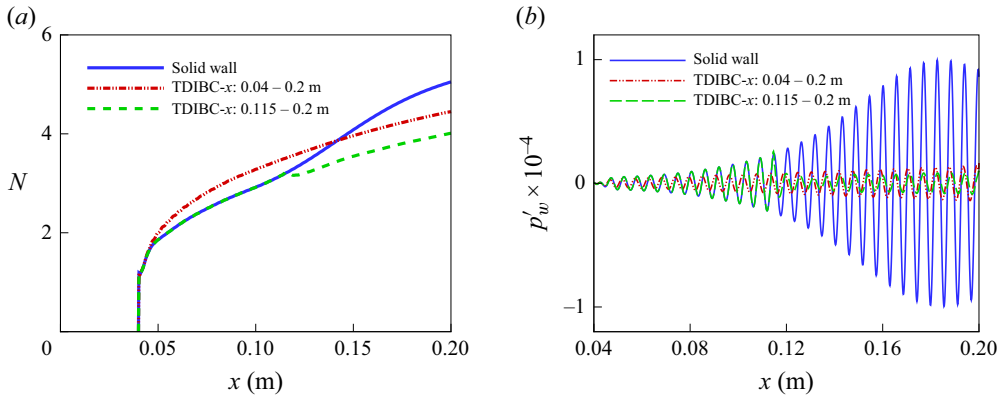 (a)
6
4
2
0
N
Solid wall
TDIBC-x: 0.04 – 0.2 m
TDIBC-x: 0.115 – 0.2 m
0.05
0.10
0.15
0.20
x (m)
(b)
1
0
–1
p′w × 10⁻⁴
Solid wall
TDIBC-x: 0.04 – 0.2 m
TDIBC-x: 0.115 – 0.2 m
0.04
0.08
0.12
0.16
0.20
x (m)